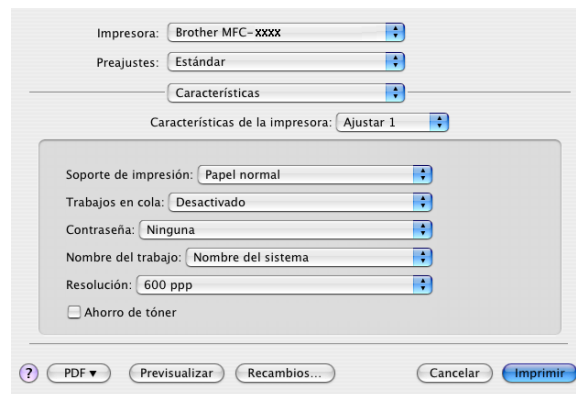 Impresora: Brother MFC-xxxx
Preajustes: Estándar
Características
Características de la impresora: Ajustar 1
Soporte de impresión: Papel normal
Trabajos en cola: Desactivado
Contraseña: Ninguna
Nombre del trabajo: Nombre del sistema
Resolución: 600 ppp
Ahorro de tóner
? PDF▼ Previsualizar Recambios... Cancelar Imprimir